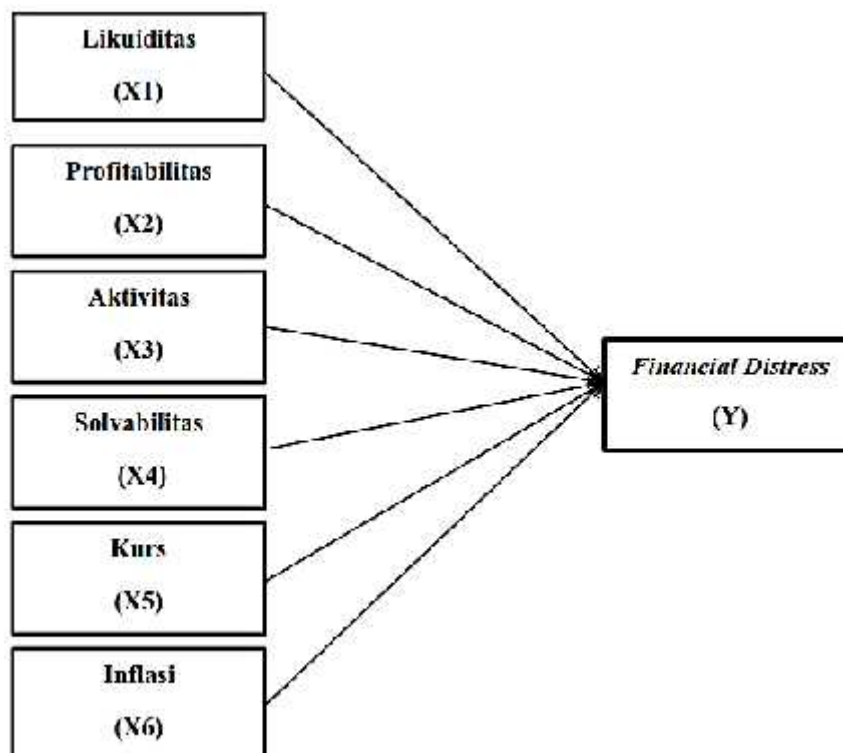 Likuiditas
(X1)
Profitabilitas
(X2)
Aktivitas
(X3)
Solvabilitas
(X4)
Kurs
(X5)
Inflasi
(X6)
Financial Distress
(Y)